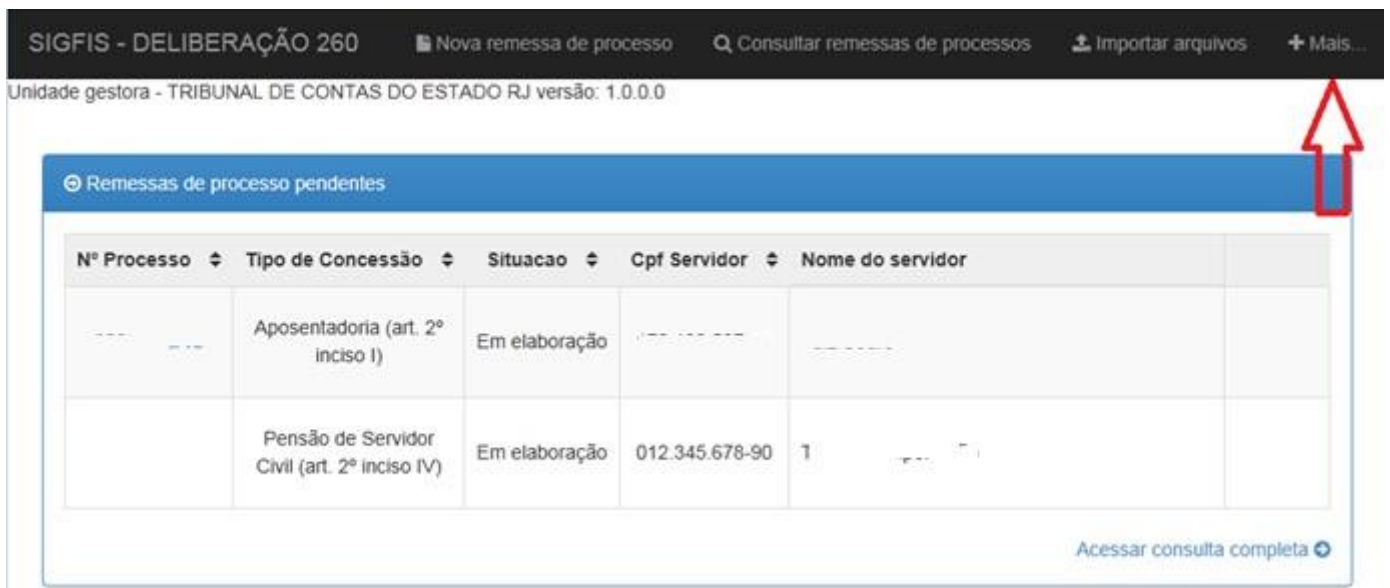 SIGFIS - DELIBERAÇÃO 260 Nova remessa de processo Consultar remessas de processos Importar arquivos Mais...
Unidade gestora - TRIBUNAL DE CONTAS DO ESTADO RJ versão: 1.0.0.0
Remessas de processo pendentes
Nº Processo Tipo de Concessão Situacao Cpf Servidor Nome do servidor
Aposentadoria (art. 2º
inciso I)
Em elaboração
Pensão de Servidor
Civil (art. 2º inciso IV)
Em elaboração 012.345.678-90
Acessar consulta completa